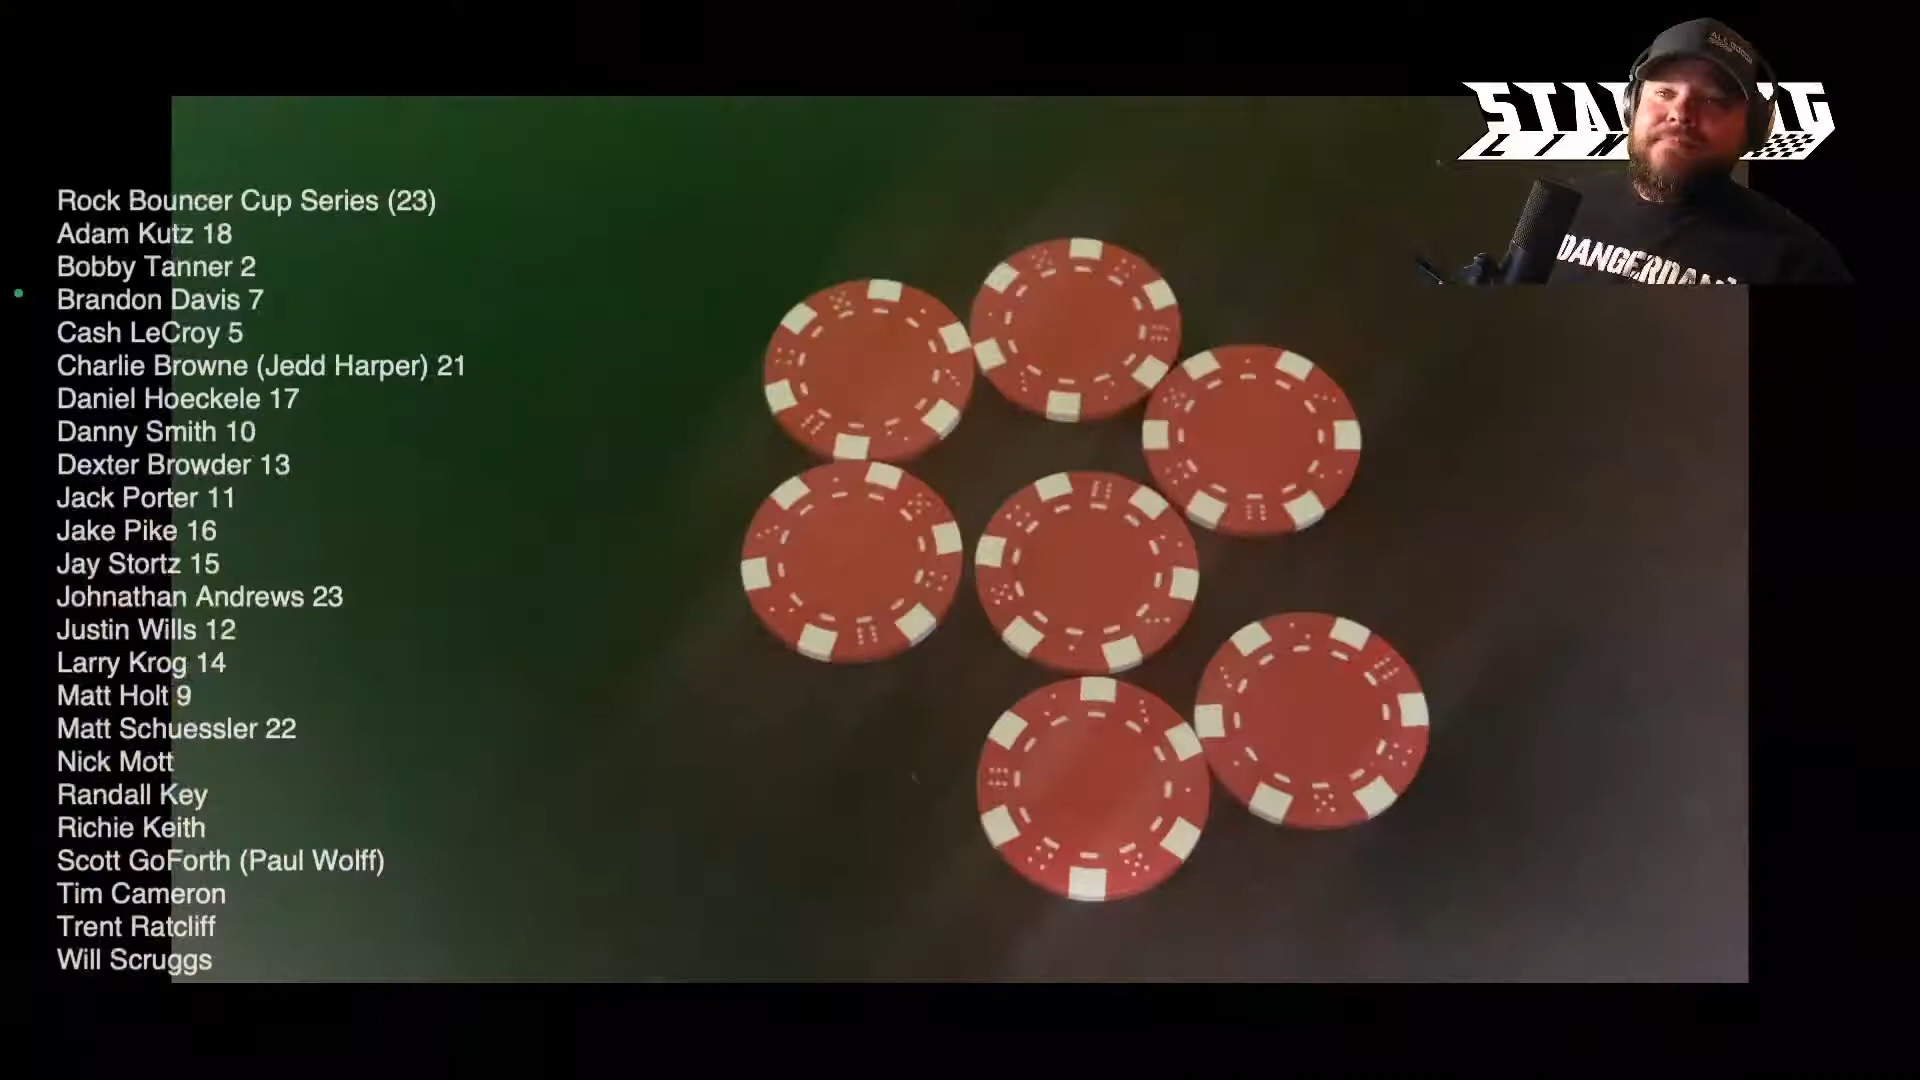 Rock Bouncer Cup Series (23)
Adam Kutz 18
Bobby Tanner 2
Brandon Davis 7
Cash LeCroy 5
Charlie Browne (Jedd Harper) 21
Daniel Hoeckele 17
Danny Smith 10
Dexter Browder 13
Jack Porter 11
Jake Pike 16
Jay Stortz 15
Johnathan Andrews 23
Justin Wills 12
Larry Krog 14
Matt Holt 9
Matt Schuessler 22
Nick Mott
Randall Key
Richie Keith
Scott GoForth (Paul Wolff)
Tim Cameron
Trent Ratcliff
Will Scruggs